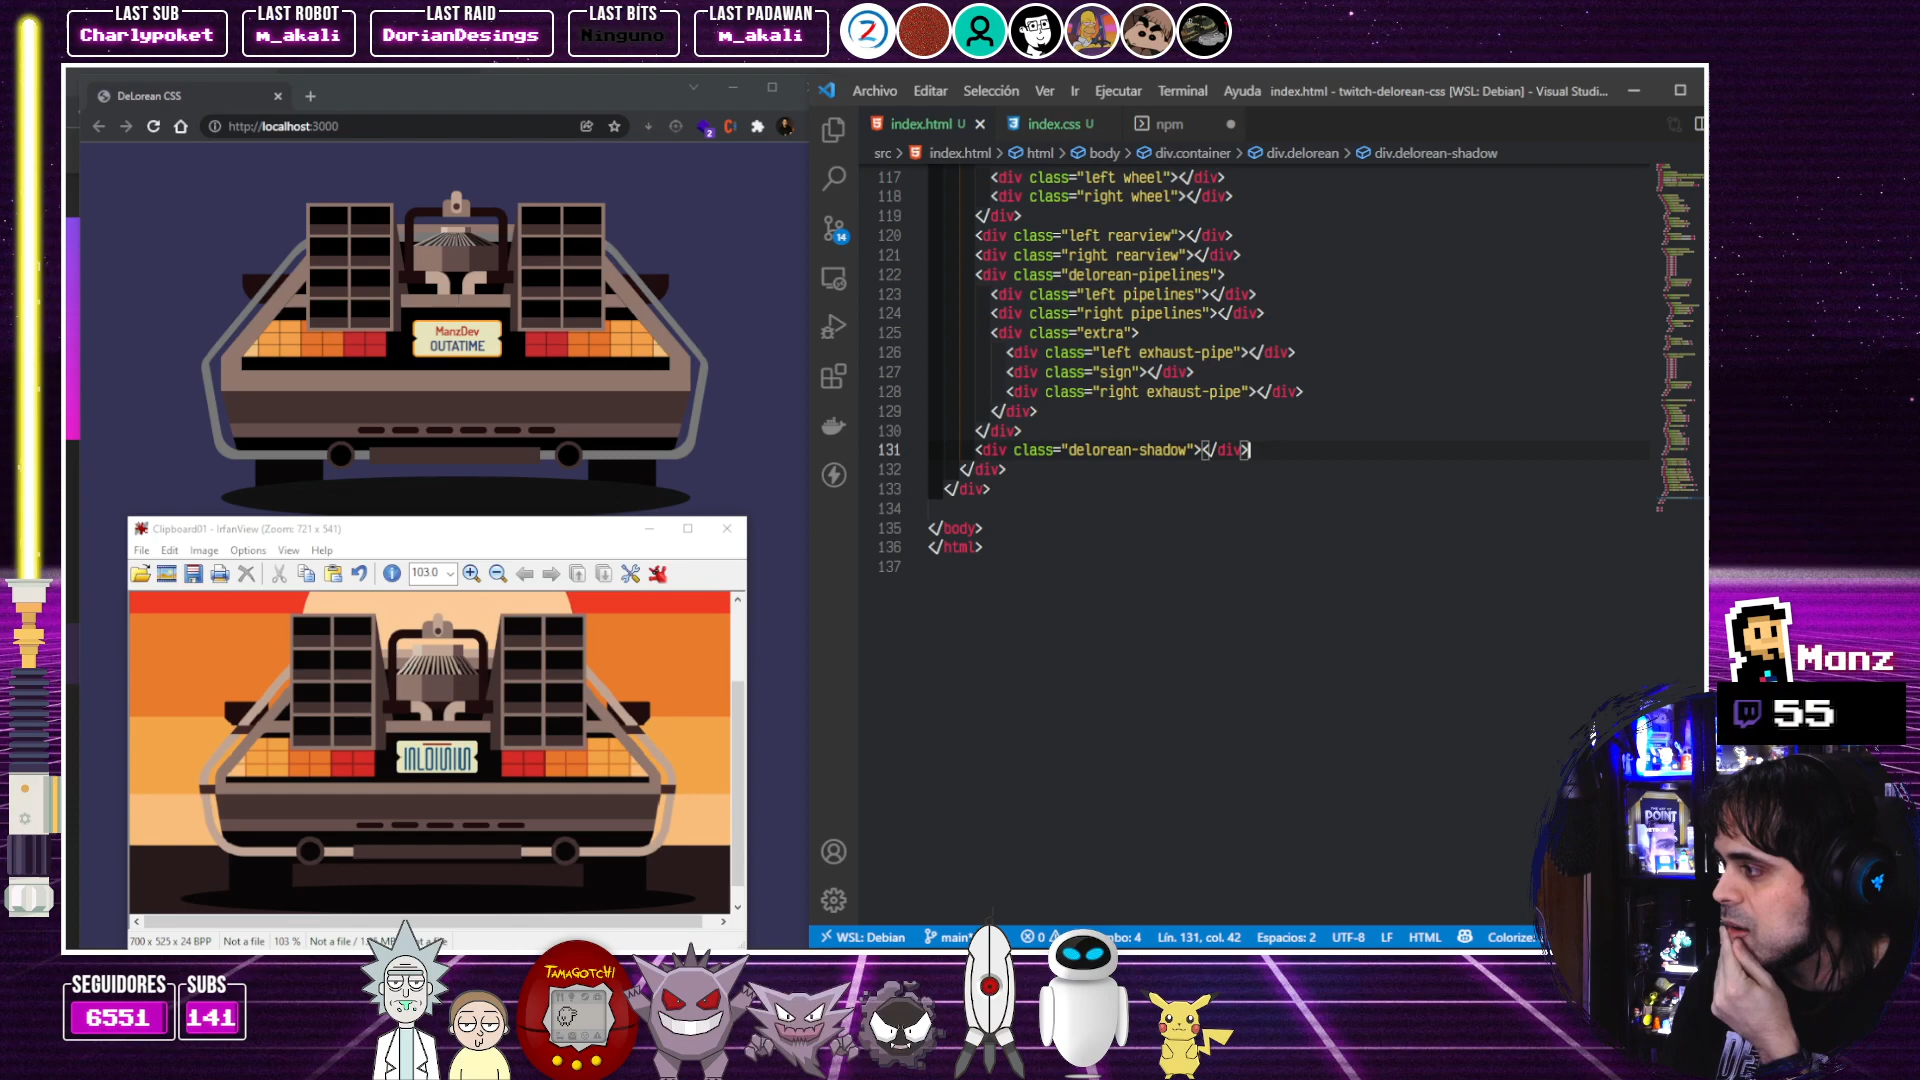 LAST SUB
Charlypoket
LAST ROBOT
m_akali
LAST RAID
DorianDesings
LAST BITS
Ninguno
LAST PADAWAN
m_akali
DeLorean CSS
http://localhost:3000
ManzDev
OUTATIME
Clipboard01 - IrfanView (Zoom: 721 x 541)
File Edit Image Options View Help
103.0
700 x 525 x 24 BPP Not a file 103 %
Archivo Editar Selección Ver Ir Ejecutar Terminal Ayuda index.html - twitch-delorean-css [WSL: Debian] - Visual Studi...
index.html U
index.css U
npm
src > index.html > html > body > div.container > div.delorean > div.delorean-shadow
14
117 <div class="left wheel"></div>
118 <div class="right wheel"></div>
119 </div>
120 <div class="left rearview"></div>
121 <div class="right rearview"></div>
122 <div class="delorean-pipelines">
123 <div class="left pipelines"></div>
124 <div class="right pipelines"></div>
125 <div class="extra">
126 <div class="left exhaust-pipe"></div>
127 <div class="sign"></div>
128 <div class="right exhaust-pipe"></div>
129 </div>
130 </div>
131 <div class="delorean-shadow"></div>
132 </div>
133 </div>
134
135 </body>
136 </html>
137
WSL: Debian main* 0 Lín. 131, col. 42 Espacios: 2 UTF-8 LF HTML Colorize:
Manz
55
SEGUIDORES
6551
SUBS
141
TAMAGOTCHI
THE ART OF
POINT